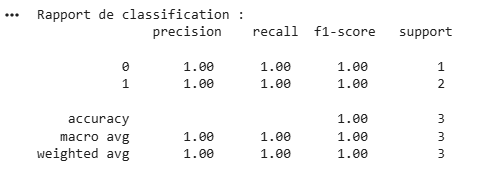 ••• Rapport de classification :
precision recall f1-score support
0 1.00 1.00 1.00 1
1 1.00 1.00 1.00 2
accuracy 1.00 3
macro avg 1.00 1.00 1.00 3
weighted avg 1.00 1.00 1.00 3